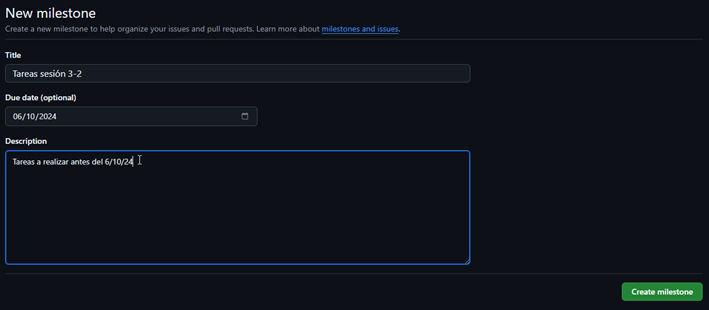 New milestone
Create a new milestone to help organize your issues and pull requests. Learn more about milestones and issues.
Title
Tareas sesión 3-2
Due date (optional)
06/10/2024
Description
Tareas a realizar antes del 6/10/24
Create milestone